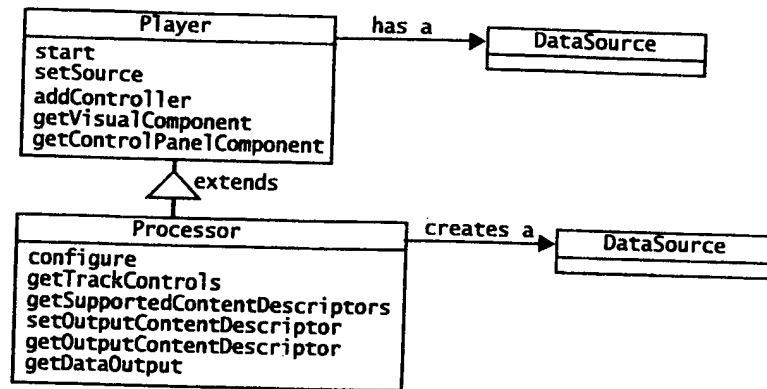 Player
has a
DataSource
start
setSource
addController
getVisualComponent
getControlPanelComponent
extends
Processor
creates a
DataSource
configure
getTrackControls
getSupportedContentDescriptors
setOutputContentDescriptor
getOutputContentDescriptor
getDataOutput